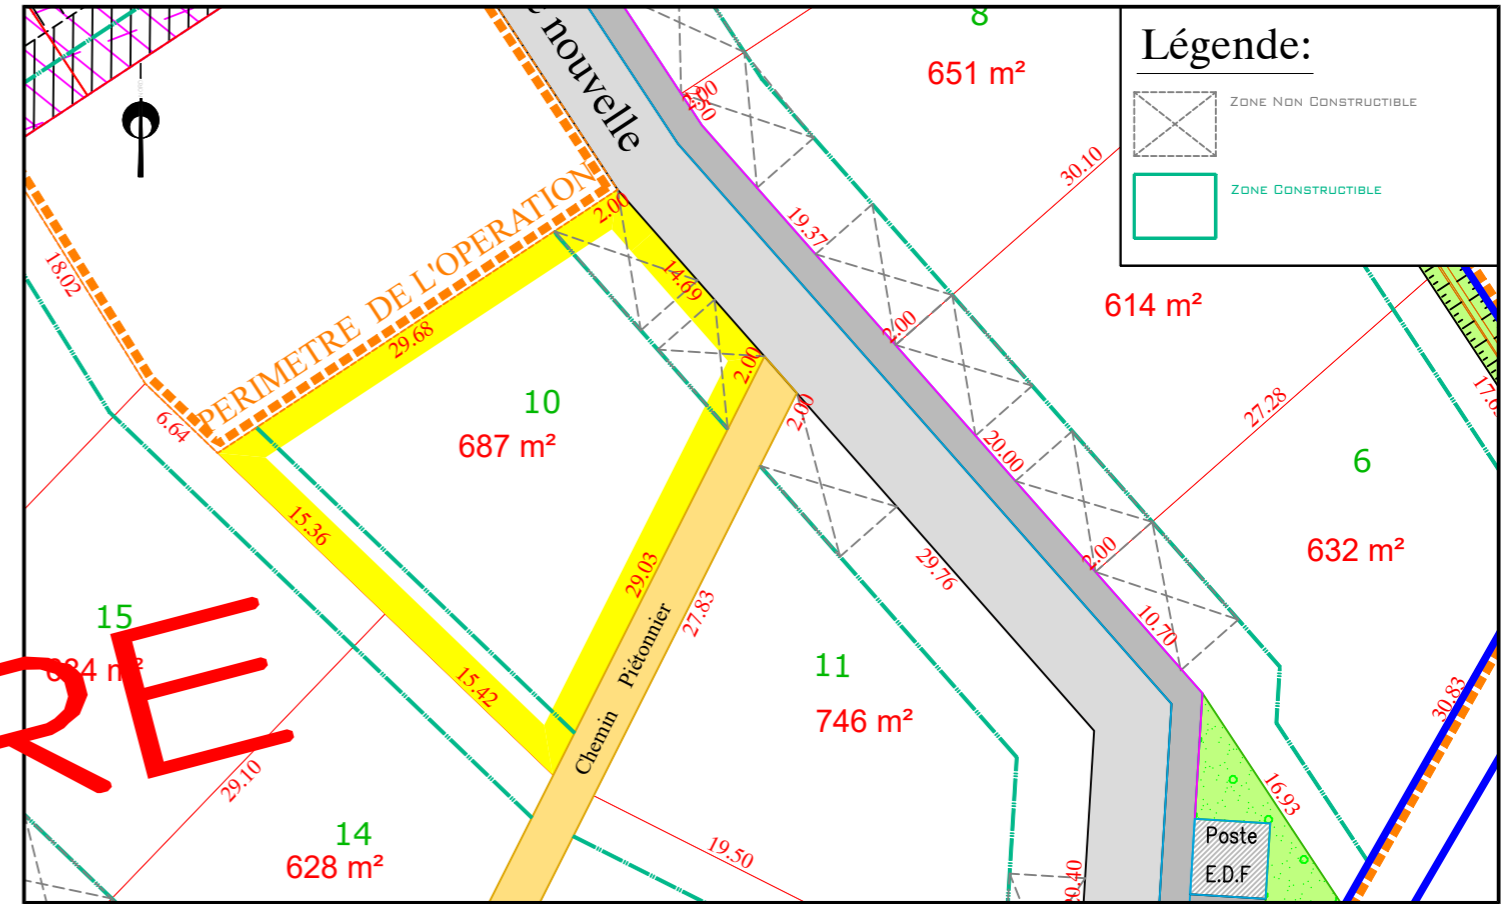 8
651 m²
Légende:
ZONE NON CONSTRUCTIBLE
ZONE CONSTRUCTIBLE
nouvelle
2.00
2.50
30.10
19.37
2.00
614 m²
PERIMETRE DE L'OPERATION
2.00
18.02
14.69
29.68
2.00
2.00
6.64
10
687 m²
27.28
20.00
6
632 m²
15.36
29.03
27.83
29.76
2.00
10.70
15
RE
15.42
Chemin Piétonnier
11
746 m²
30.83
29.10
16.93
14
628 m²
19.50
Poste
E.D.F